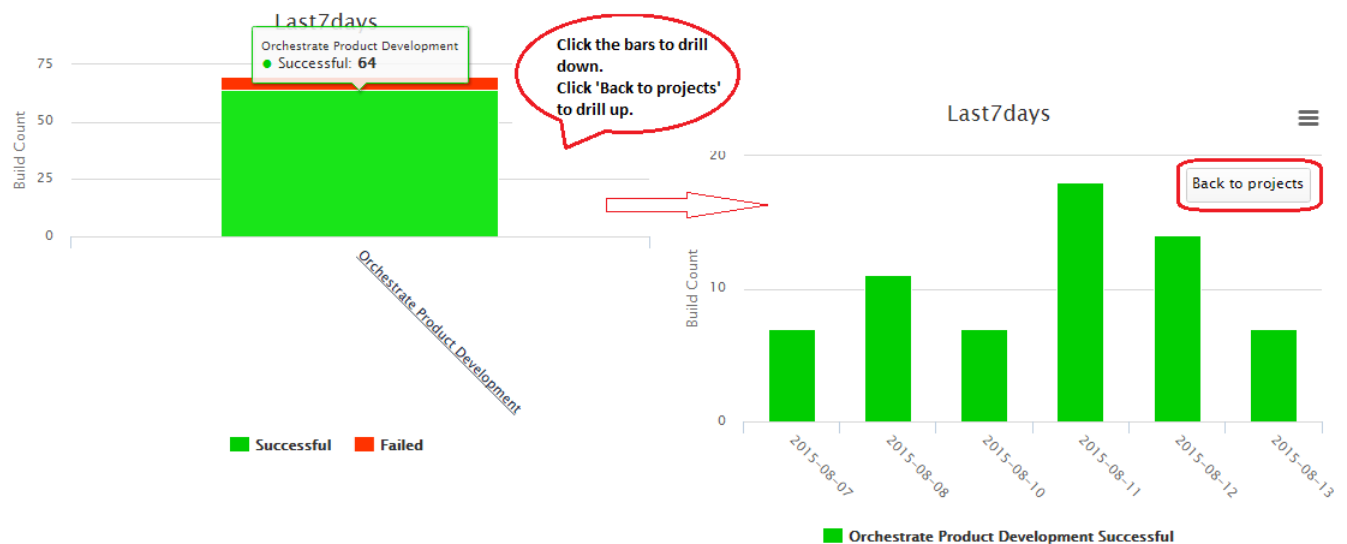 Last7days
Orchestrate Product Development
● Successful: 64
75
50
25
0
Build Count
Orchestrate Product Development
Successful
Failed
Click the bars to drill
down.
Click 'Back to projects'
to drill up.
Last7days
Back to projects
20
10
0
Build Count
2015-08-07
2015-08-08
2015-08-10
2015-08-11
2015-08-12
2015-08-13
Orchestrate Product Development Successful